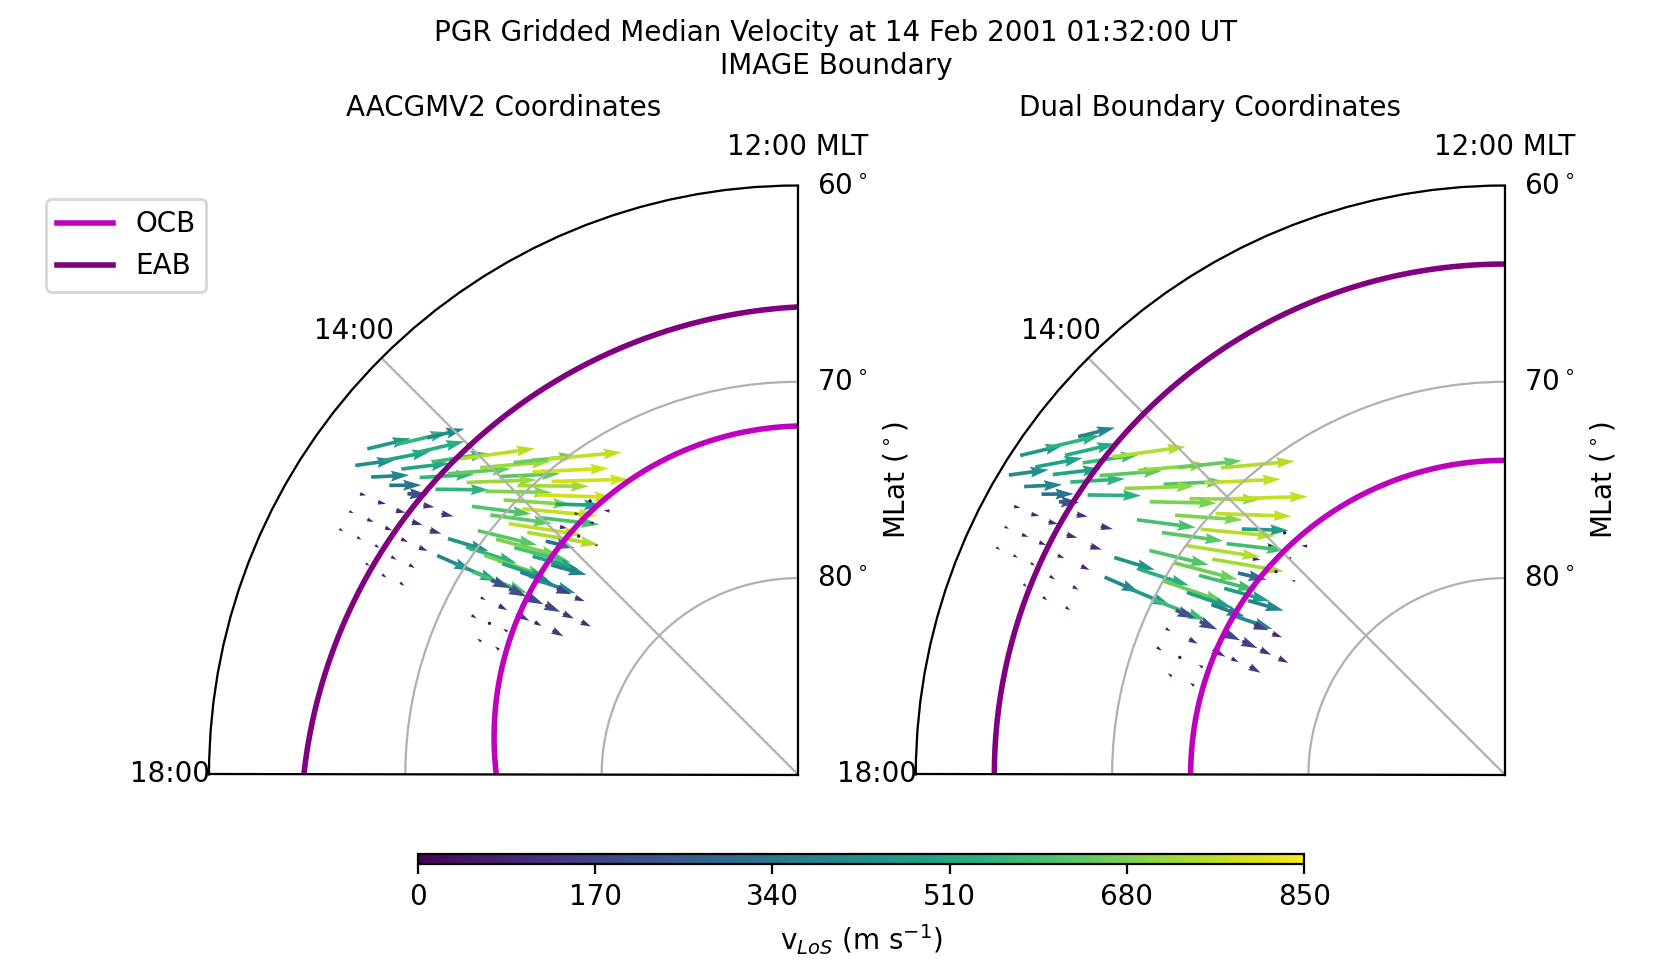 PGR Gridded Median Velocity at 14 Feb 2001 01:32:00 UT
IMAGE Boundary
AACGMV2 Coordinates
Dual Boundary Coordinates
12:00 MLT
12:00 MLT
60°
60°
OCB
EAB
14:00
14:00
70°
70°
MLat (°)
MLat (°)
80°
80°
18:00
18:00
0 170 340 510 680 850
v_LoS (m s⁻¹)